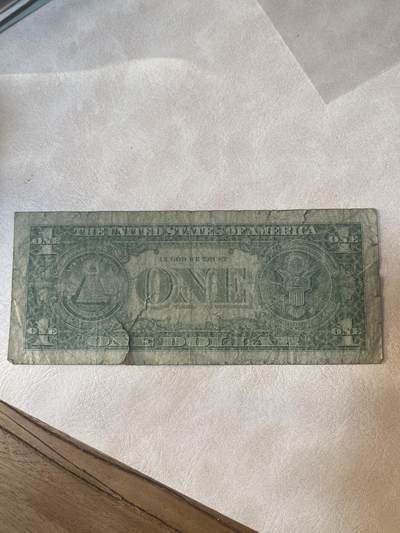 THE UNITED STATES OF AMERICA
ONE ONE
IN GOD WE TRUST
ONE
ONE ONE
ONE DOLLAR